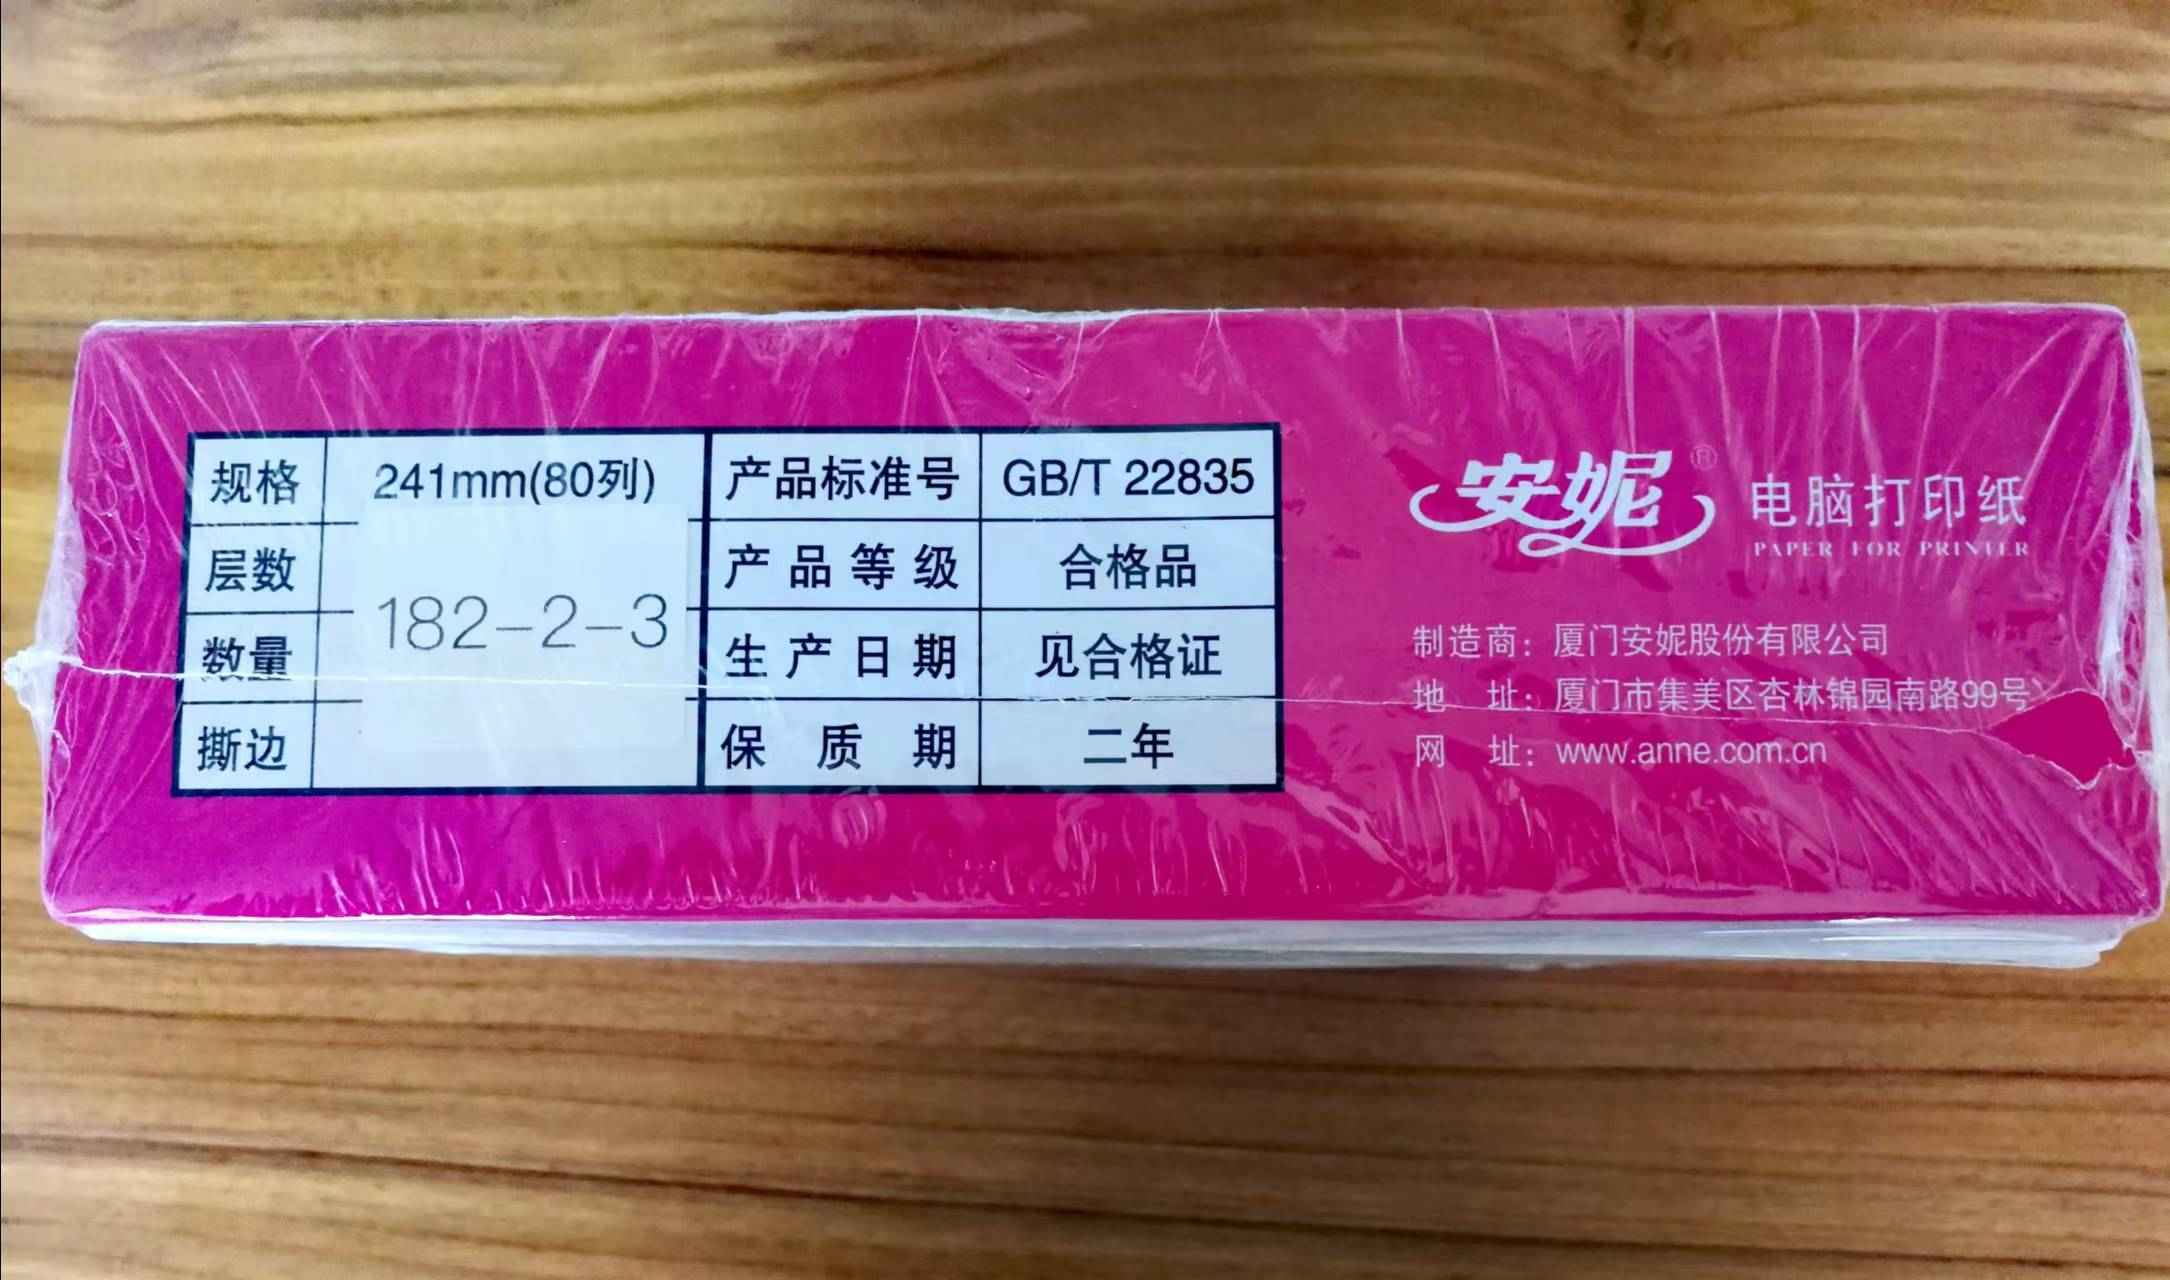 规格 241mm(80列) 产品标准号 GB/T 22835
层数 产品等级 合格品
182-2-3
数量 生产日期 见合格证
撕边 保质期 二年
安妮® 电脑打印纸
PAPER FOR PRINTER
制造商：厦门安妮股份有限公司
地址：厦门市集美区杏林锦园南路99号
网址：www.anne.com.cn